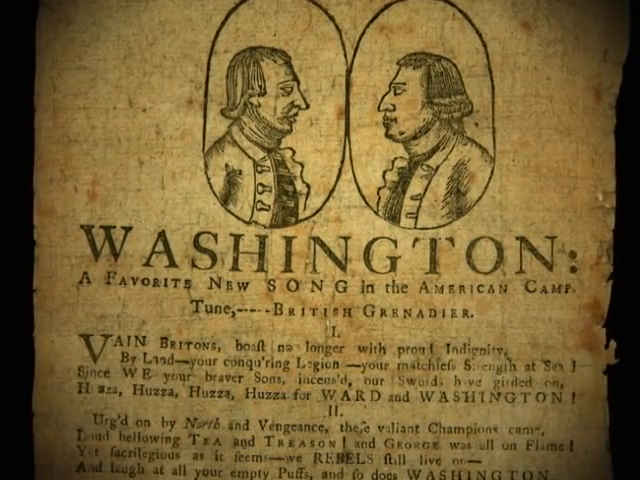 WASHINGTON:
A FAVORITE NEW SONG in the AMERICAN CAMP.
Tune,-----BRITISH GRENADIER.
I.
VAIN BRITONS, boast no longer with proud Indignity,
By Land—your conqu'ring Legion—your matchless Strength at Sea!
Since WE your braver Sons, incens'd, our Swords have girded on,
Huzza, Huzza, Huzza, Huzza for WARD and WASHINGTON!
II.
Urg'd on by North and Vengeance, these valiant Champions came,
Loud bellowing TEA and TREASON! and GEORGE was all on Flame!
Yet sacrilegious as it seems—we REBELS still live on—
And laugh at all your empty Puffs, and so does WASHINGTON